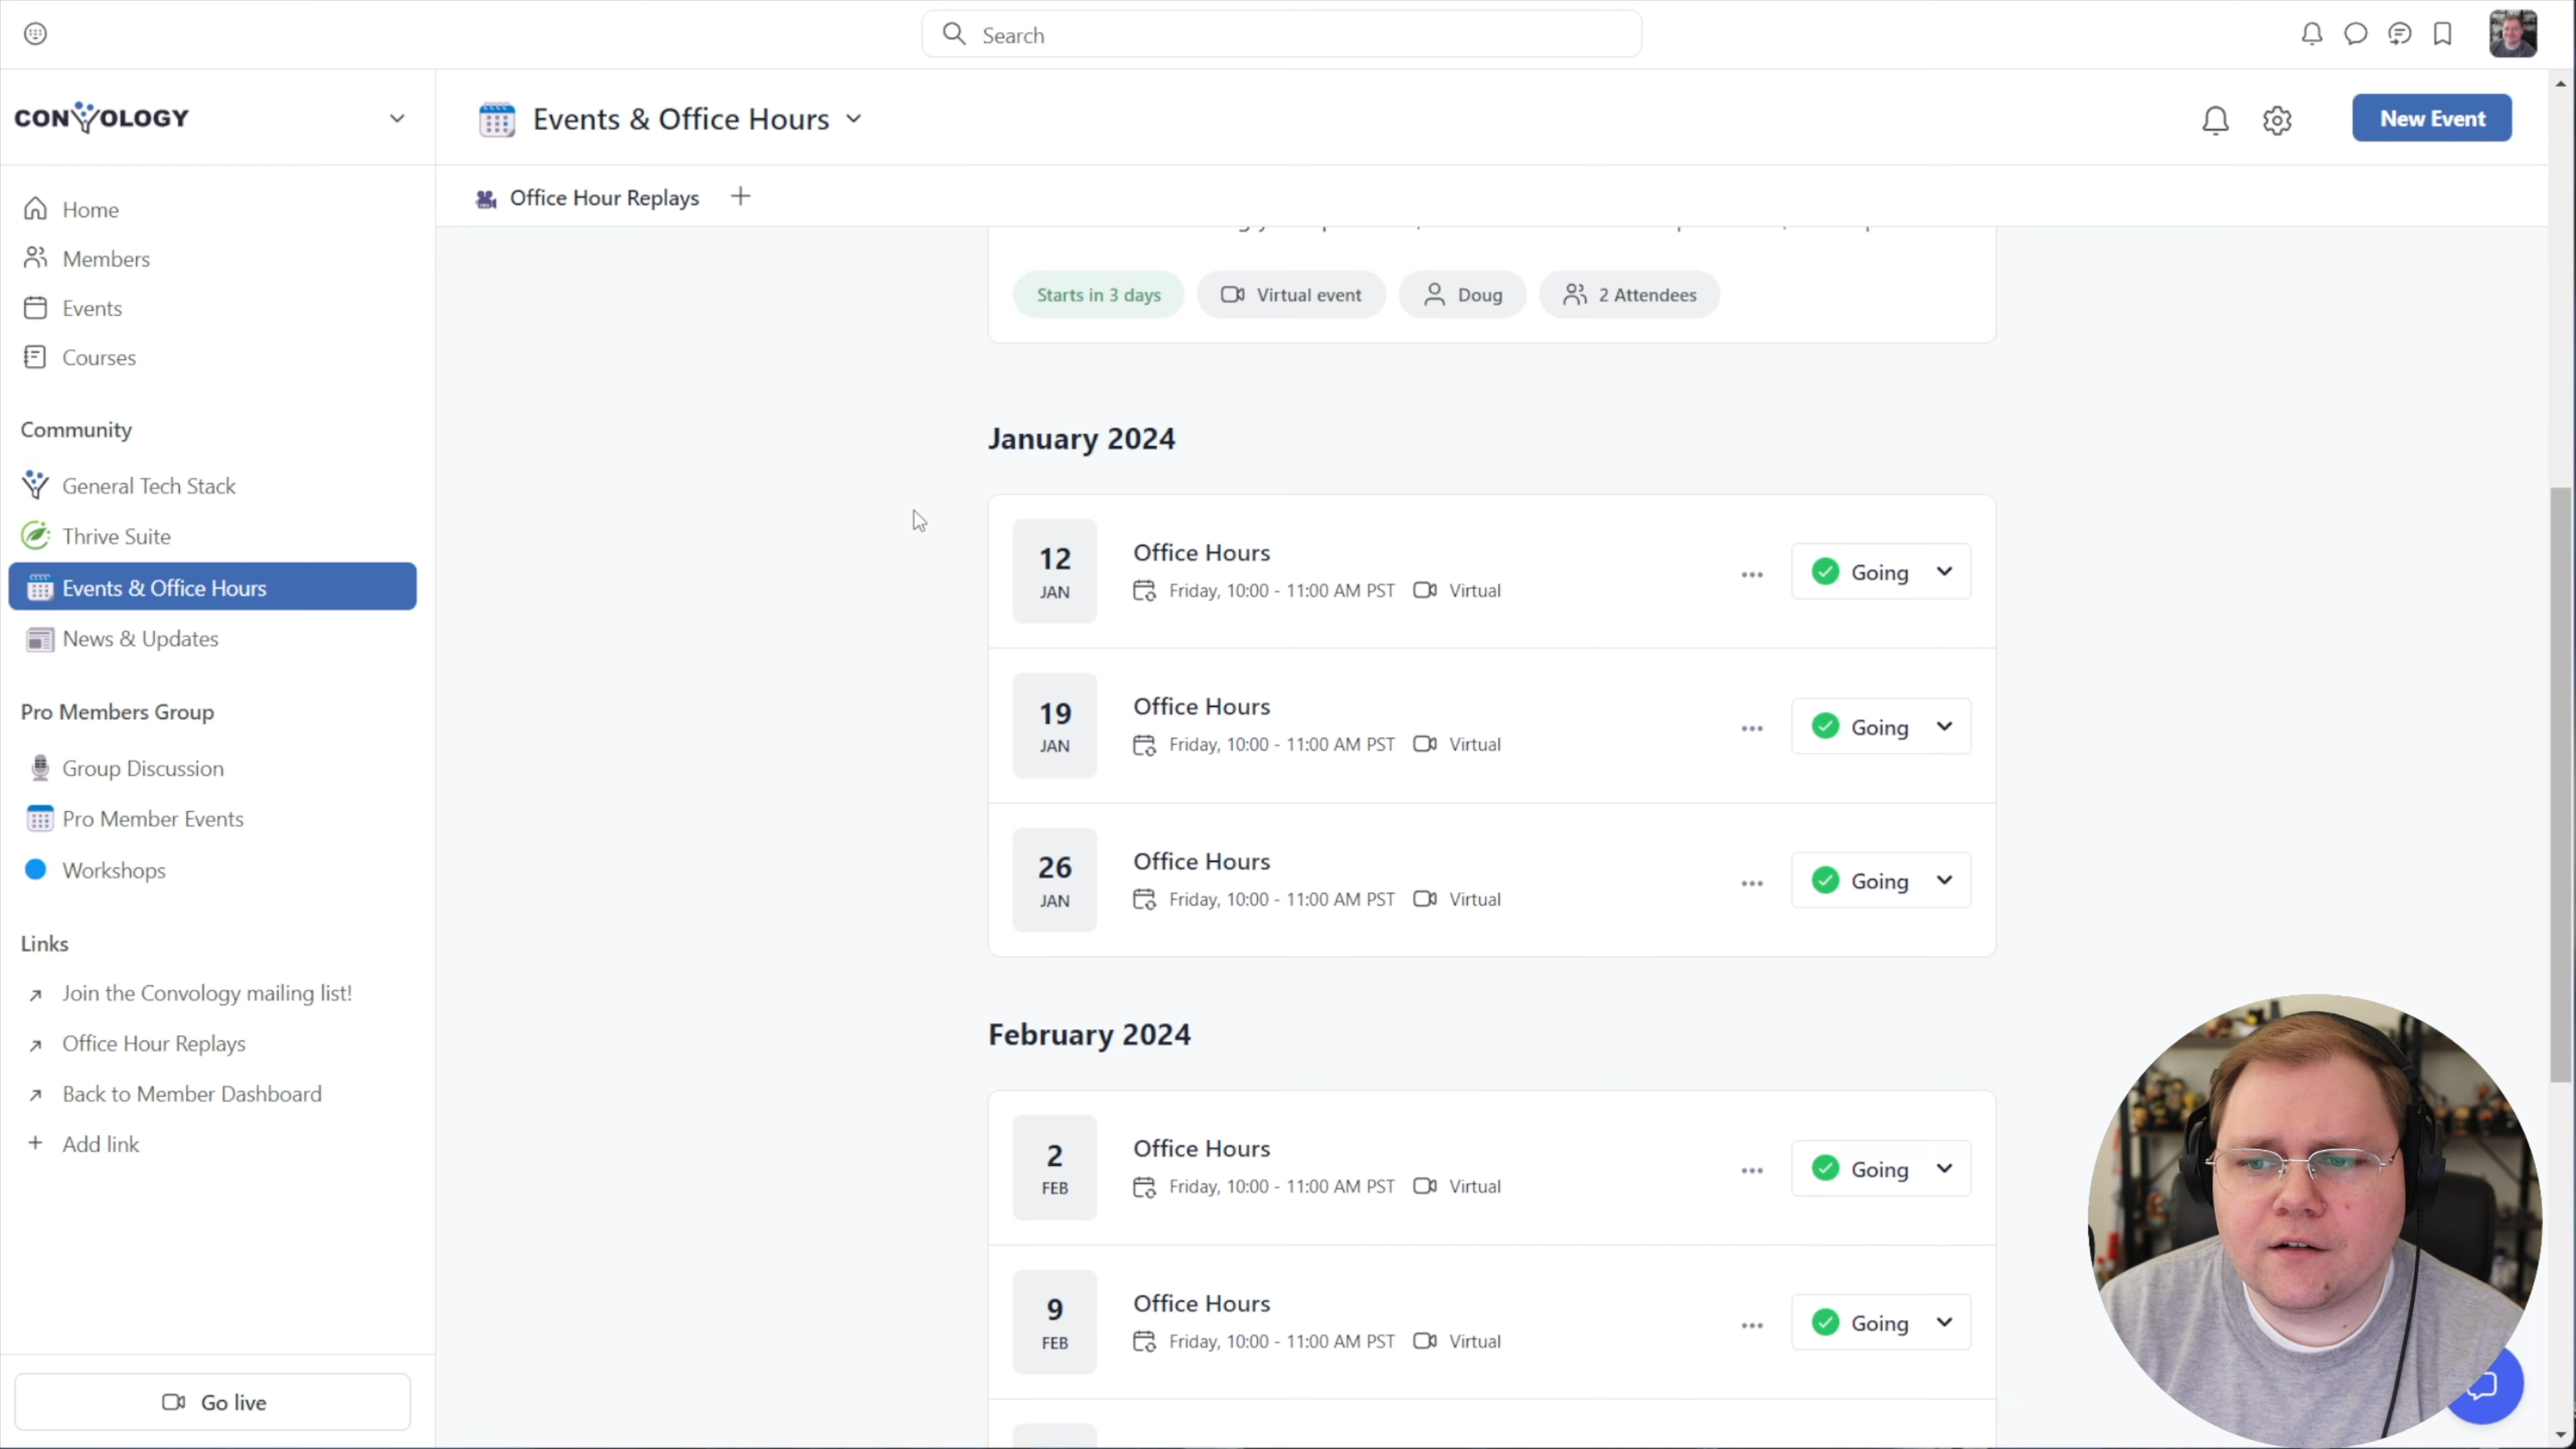 Search
CONVOLOGY
Events & Office Hours
New Event
Office Hour Replays
Home
Members
Events
Courses
Community
General Tech Stack
Thrive Suite
Events & Office Hours
News & Updates
Pro Members Group
Group Discussion
Pro Member Events
Workshops
Links
Join the Convology mailing list!
Office Hour Replays
Back to Member Dashboard
Add link
Go live
Starts in 3 days
Virtual event
Doug
2 Attendees
January 2024
12
JAN
Office Hours
Friday, 10:00 - 11:00 AM PST
Virtual
Going
19
JAN
Office Hours
Friday, 10:00 - 11:00 AM PST
Virtual
Going
26
JAN
Office Hours
Friday, 10:00 - 11:00 AM PST
Virtual
Going
February 2024
2
FEB
Office Hours
Friday, 10:00 - 11:00 AM PST
Virtual
Going
9
FEB
Office Hours
Friday, 10:00 - 11:00 AM PST
Virtual
Going